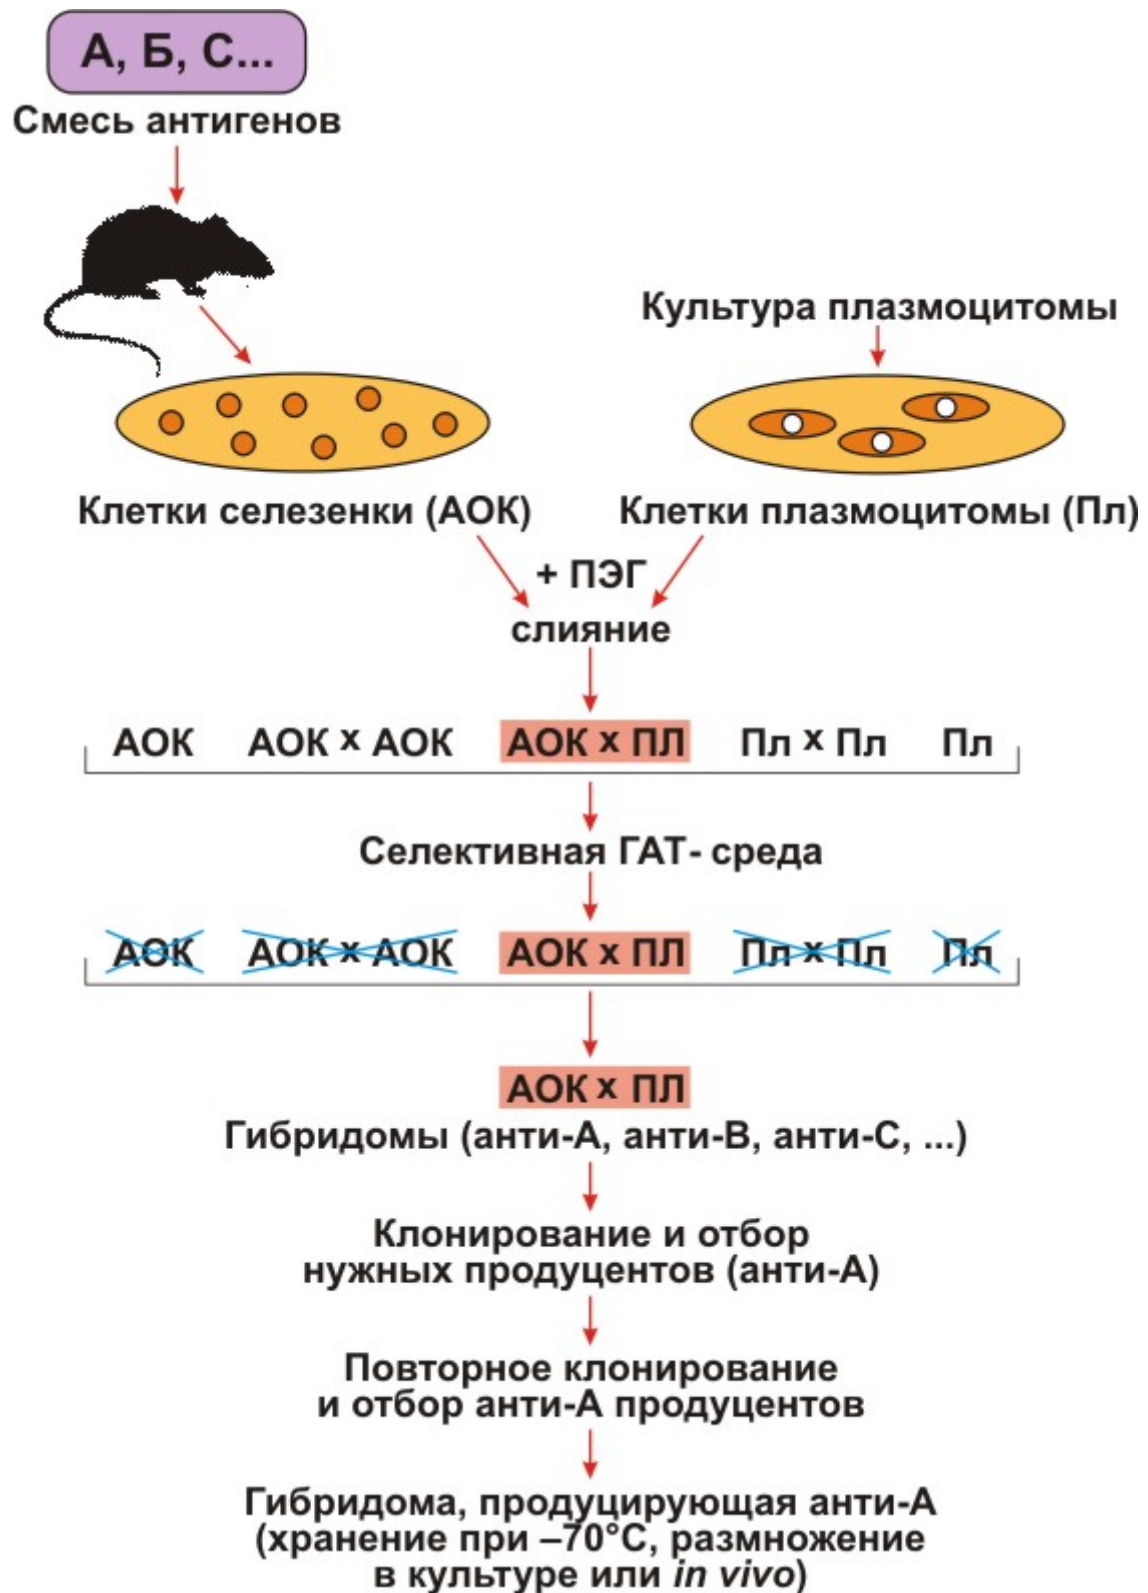 А, Б, С...
Смесь антигенов
Культура плазмоцитомы
Клетки селезенки (АОК)
Клетки плазмоцитомы (Пл)
+ ПЭГ
слияние
АОК АОК x АОК АОК x ПЛ Пл x Пл Пл
Селективная ГАТ- среда
АОК АОК x АОК АОК x ПЛ Пл x Пл Пл
АОК x ПЛ
Гибридомы (анти-А, анти-В, анти-С, ...)
Клонирование и отбор
нужных продуцентов (анти-А)
Повторное клонирование
и отбор анти-А продуцентов
Гибридома, продуцирующая анти-А
(хранение при –70°С, размножение
в культуре или in vivo)